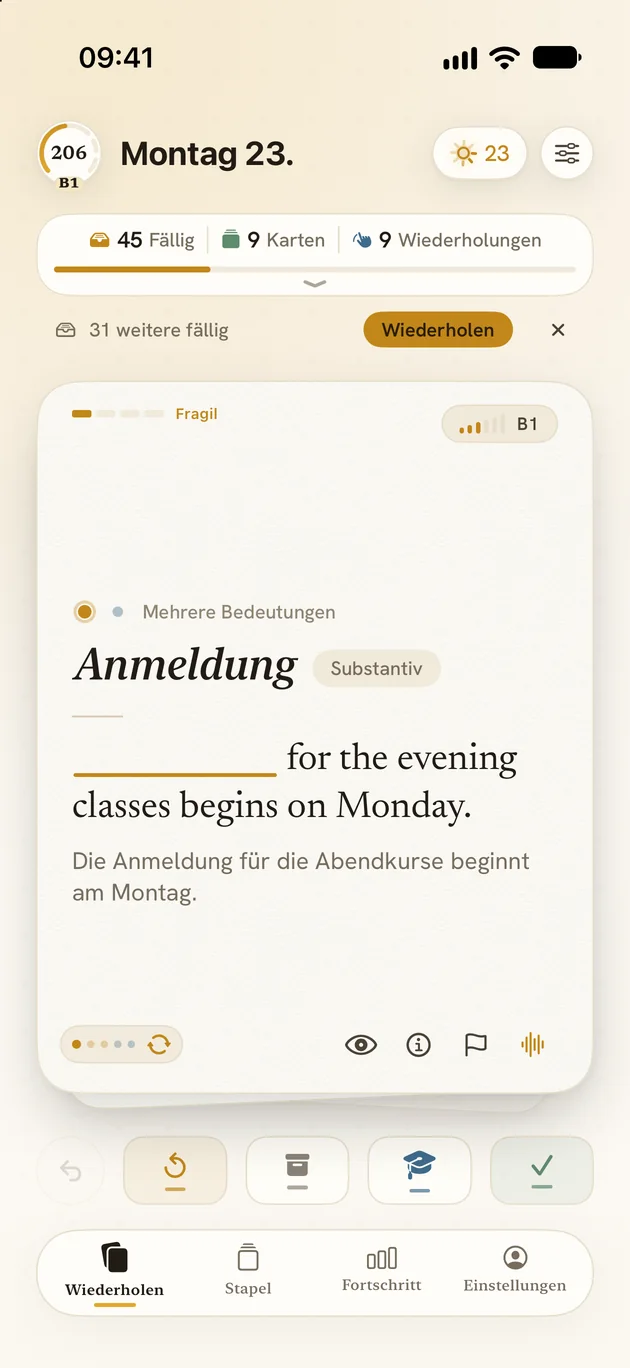 09:41
206
B1
Montag 23.
23
45 Fällig
9 Karten
9 Wiederholungen
31 weitere fällig
Wiederholen
Fragil
B1
Mehrere Bedeutungen
Anmeldung
Substantiv
for the evening
classes begins on Monday.
Die Anmeldung für die Abendkurse beginnt
am Montag.
Wiederholen
Stapel
Fortschritt
Einstellungen